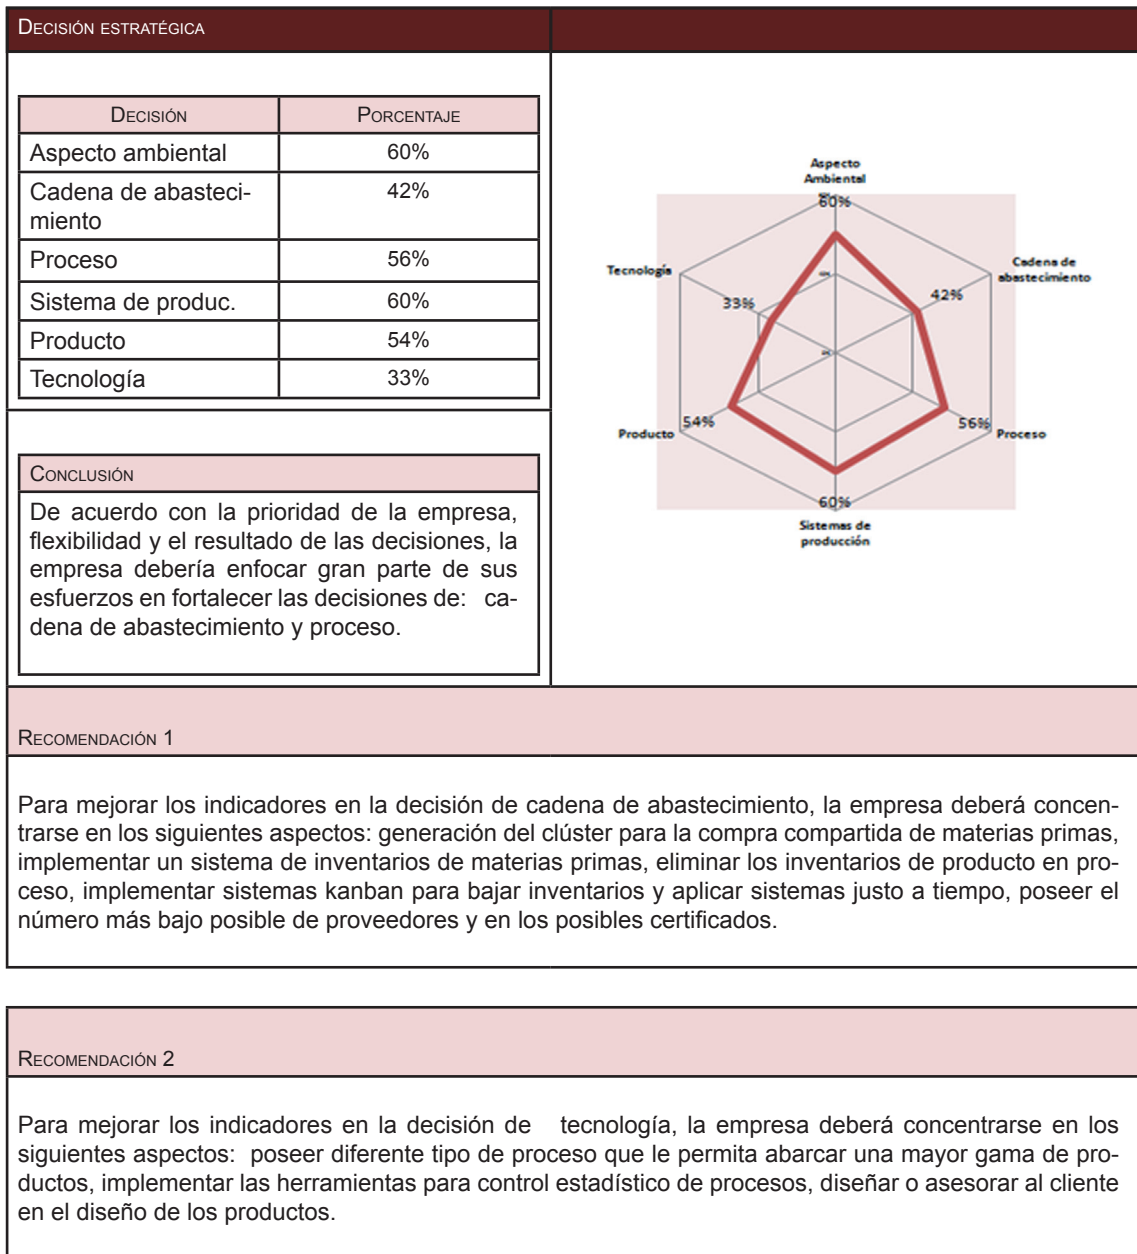 Decisión estratégica
Decisión Porcentaje
Aspecto ambiental 60%
Cadena de abasteci- 42%
miento
Proceso 56%
Sistema de produc. 60%
Producto 54%
Tecnología 33%
Conclusión
De acuerdo con la prioridad de la empresa,
flexibilidad y el resultado de las decisiones, la
empresa debería enfocar gran parte de sus
esfuerzos en fortalecer las decisiones de: ca-
dena de abastecimiento y proceso.
Aspecto
Ambiental
60%
Cadena de
abastecimiento
42%
Tecnología
33%
Producto
54%
56%
Proceso
60%
Sistemas de
producción
Recomendación 1
Para mejorar los indicadores en la decisión de cadena de abastecimiento, la empresa deberá concen-
trarse en los siguientes aspectos: generación del clúster para la compra compartida de materias primas,
implementar un sistema de inventarios de materias primas, eliminar los inventarios de producto en pro-
ceso, implementar sistemas kanban para bajar inventarios y aplicar sistemas justo a tiempo, poseer el
número más bajo posible de proveedores y en los posibles certificados.
Recomendación 2
Para mejorar los indicadores en la decisión de tecnología, la empresa deberá concentrarse en los
siguientes aspectos: poseer diferente tipo de proceso que le permita abarcar una mayor gama de pro-
ductos, implementar las herramientas para control estadístico de procesos, diseñar o asesorar al cliente
en el diseño de los productos.